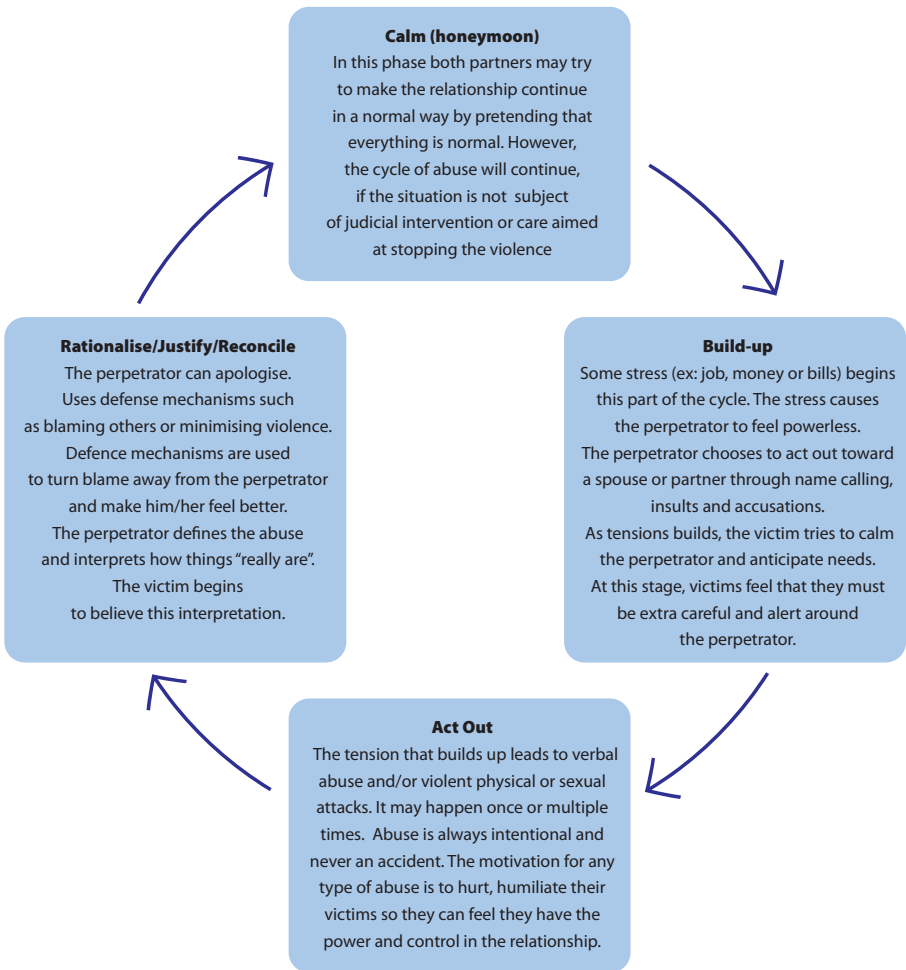 Calm (honeymoon)
In this phase both partners may try
to make the relationship continue
in a normal way by pretending that
everything is normal. However,
the cycle of abuse will continue,
if the situation is not subject
of judicial intervention or care aimed
at stopping the violence
Build-up
Some stress (ex: job, money or bills) begins
this part of the cycle. The stress causes
the perpetrator to feel powerless.
The perpetrator chooses to act out toward
a spouse or partner through name calling,
insults and accusations.
As tensions builds, the victim tries to calm
the perpetrator and anticipate needs.
At this stage, victims feel that they must
be extra careful and alert around
the perpetrator.
Act Out
The tension that builds up leads to verbal
abuse and/or violent physical or sexual
attacks. It may happen once or multiple
times. Abuse is always intentional and
never an accident. The motivation for any
type of abuse is to hurt, humiliate their
victims so they can feel they have the
power and control in the relationship.
Rationalise/Justify/Reconcile
The perpetrator can apologise.
Uses defense mechanisms such
as blaming others or minimising violence.
Defence mechanisms are used
to turn blame away from the perpetrator
and make him/her feel better.
The perpetrator defines the abuse
and interprets how things “really are”.
The victim begins
to believe this interpretation.